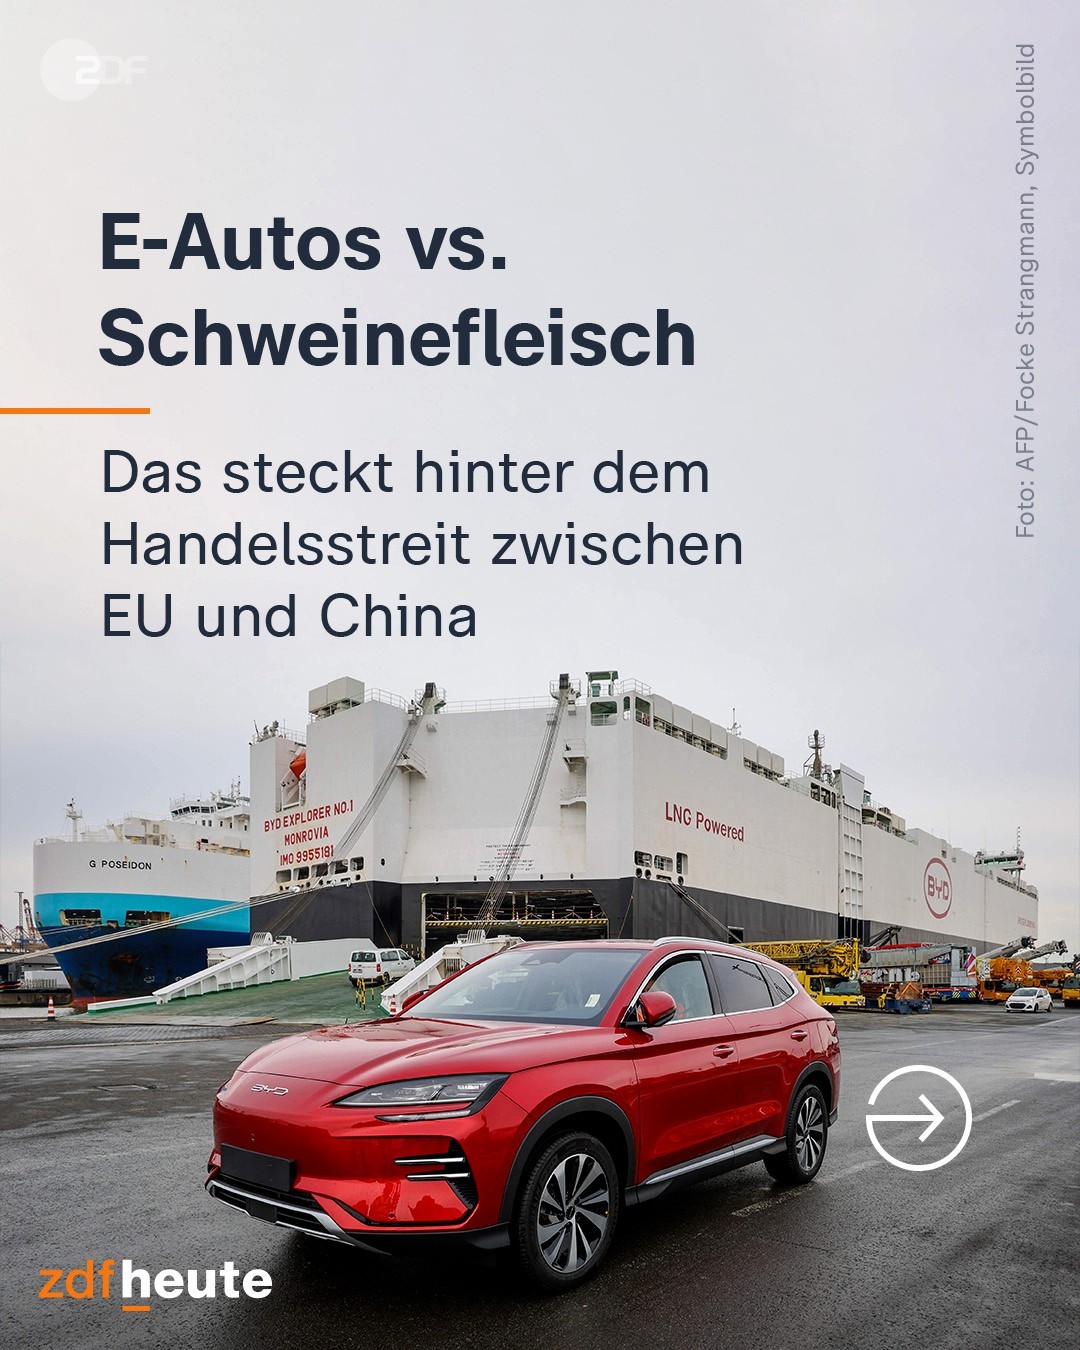 ZDF
E-Autos vs.
Schweinefleisch
Das steckt hinter dem
Handelsstreit zwischen
EU und China
Foto: AFP/Focke Strangmann, Symbolbild
G POSEIDON
BYD EXPLORER NO.1
MONROVIA
IMO 9955181
LNG Powered
BYD
BYD
zdfheute